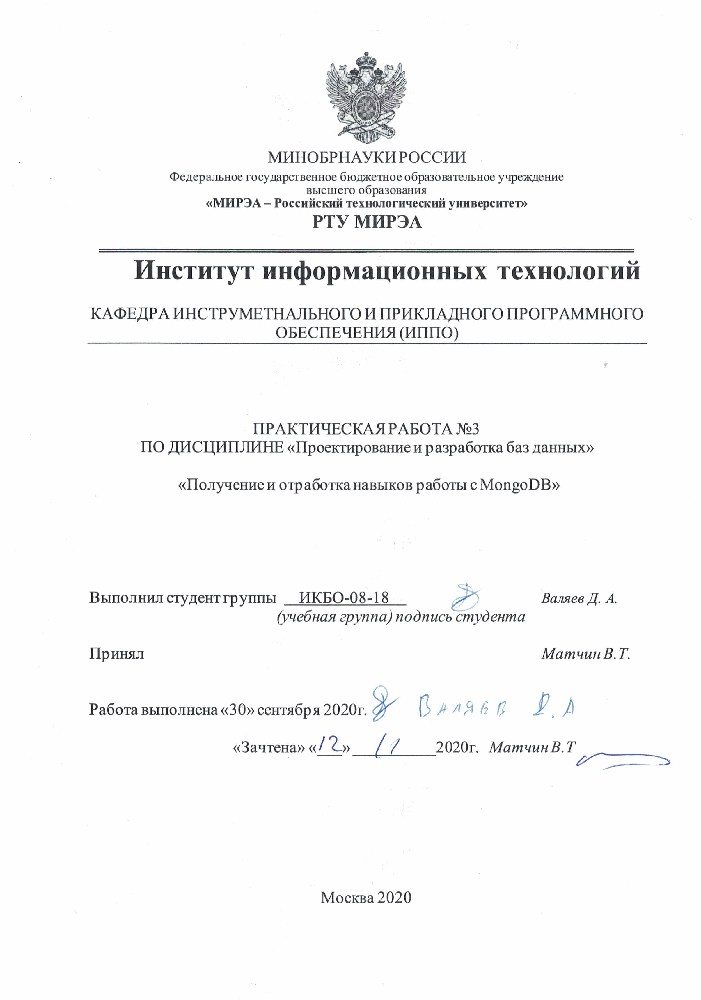 МИНОБРНАУКИ РОССИИ
Федеральное государственное бюджетное образовательное учреждение
высшего образования
«МИРЭА – Российский технологический университет»
РТУ МИРЭА
Институт информационных технологий
КАФЕДРА ИНСТРУМЕТНАЛЬНОГО И ПРИКЛАДНОГО ПРОГРАММНОГО
ОБЕСПЕЧЕНИЯ (ИППО)
ПРАКТИЧЕСКАЯ РАБОТА №3
ПО ДИСЦИПЛИНЕ «Проектирование и разработка баз данных»
«Получение и отработка навыков работы с MongoDB»
Выполнил студент группы ИКБО-08-18 Валяев Д. А.
(учебная группа) подпись студента
Принял Матчин В. Т.
Работа выполнена «30» сентября 2020г. Валяев Д. А
«Зачтена» «12» 11 2020г. Матчин В. Т
Москва 2020